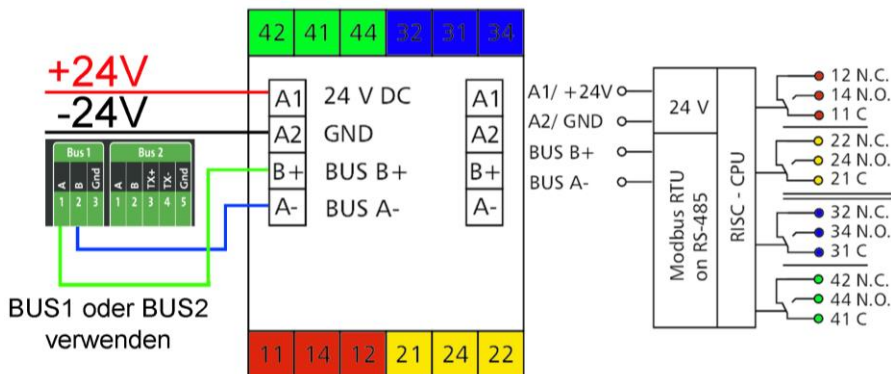 42 41 44 32 31 34
+24V
-24V
A1 24 V DC A1
A2 GND A2
B+ BUS B+ B+
A- BUS A- A-
Bus 1 Bus 2
A B Gnd A B TX+ TX- Gnd
1 2 3 1 2 3 4 5
BUS1 oder BUS2
verwenden
11 14 12 21 24 22
A1/ +24V
A2/ GND
BUS B+
BUS A-
24 V
Modbus RTU
on RS-485
RISC - CPU
12 N.C.
14 N.O.
11 C
22 N.C.
24 N.O.
21 C
32 N.C.
34 N.O.
31 C
42 N.C.
44 N.O.
41 C